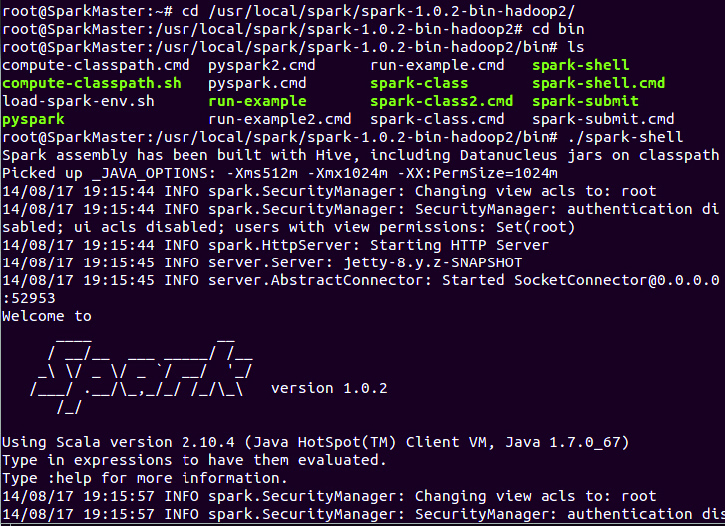 root@SparkMaster:~# cd /usr/local/spark/spark-1.0.2-bin-hadoop2/
root@SparkMaster:/usr/local/spark/spark-1.0.2-bin-hadoop2# cd bin
root@SparkMaster:/usr/local/spark/spark-1.0.2-bin-hadoop2/bin# ls
compute-classpath.cmd  pyspark2.cmd      run-example.cmd  spark-shell
compute-classpath.sh   pyspark.cmd       spark-class      spark-shell.cmd
load-spark-env.sh      run-example       spark-class2.cmd spark-submit
pyspark                run-example2.cmd  spark-class.cmd  spark-submit.cmd
root@SparkMaster:/usr/local/spark/spark-1.0.2-bin-hadoop2/bin# ./spark-shell
Spark assembly has been built with Hive, including Datanucleus jars on classpath
Picked up _JAVA_OPTIONS: -Xms512m -Xmx1024m -XX:PermSize=1024m
14/08/17 19:15:44 INFO spark.SecurityManager: Changing view acls to: root
14/08/17 19:15:44 INFO spark.SecurityManager: SecurityManager: authentication di
sabled; ui acls disabled; users with view permissions: Set(root)
14/08/17 19:15:44 INFO spark.HttpServer: Starting HTTP Server
14/08/17 19:15:45 INFO server.Server: jetty-8.y.z-SNAPSHOT
14/08/17 19:15:45 INFO server.AbstractConnector: Started SocketConnector@0.0.0.0
:52953
Welcome to
      ____              __
     / __/__  ___ _____/ /__
    _\ \/ _ \/ _ `/ __/  '_/
   /___/ .__/\_,_/_/ /_/\_\   version 1.0.2
      /_/
Using Scala version 2.10.4 (Java HotSpot(TM) Client VM, Java 1.7.0_67)
Type in expressions to have them evaluated.
Type :help for more information.
14/08/17 19:15:57 INFO spark.SecurityManager: Changing view acls to: root
14/08/17 19:15:57 INFO spark.SecurityManager: SecurityManager: authentication dis